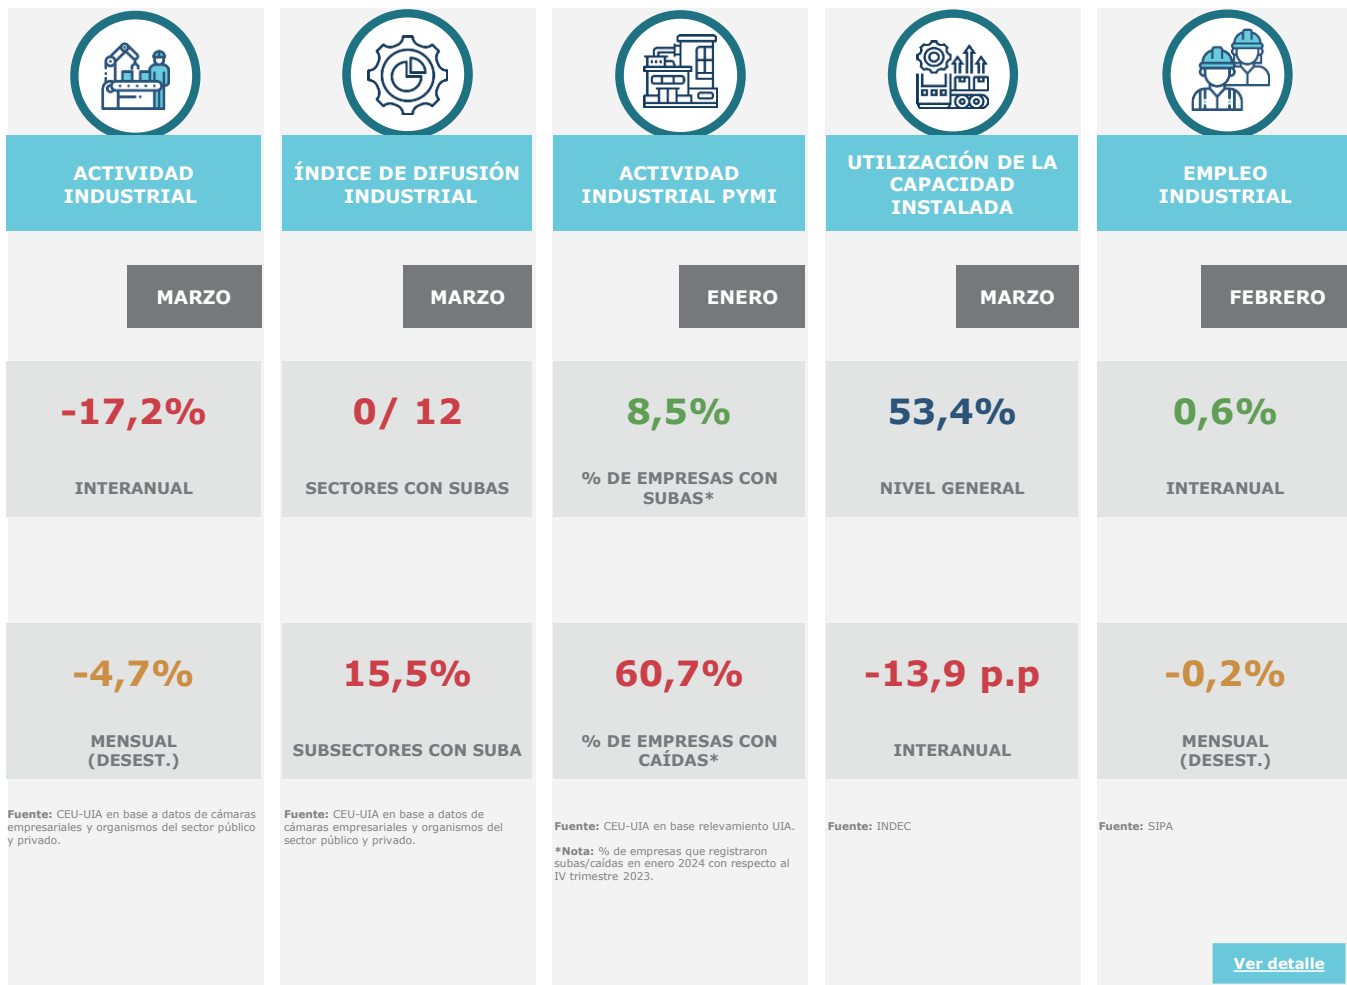 ACTIVIDAD
INDUSTRIAL
MARZO
-17,2%
INTERANUAL
-4,7%
MENSUAL
(DESEST.)
Fuente: CEU-UIA en base a datos de cámaras
empresariales y organismos del sector público
y privado.
ÍNDICE DE DIFUSIÓN
INDUSTRIAL
MARZO
0/ 12
SECTORES CON SUBAS
15,5%
SUBSECTORES CON SUBA
Fuente: CEU-UIA en base a datos de
cámaras empresariales y organismos del
sector público y privado.
ACTIVIDAD
INDUSTRIAL PYMI
ENERO
8,5%
% DE EMPRESAS CON
SUBAS*
60,7%
% DE EMPRESAS CON
CAÍDAS*
Fuente: CEU-UIA en base relevamiento UIA.
*Nota: % de empresas que registraron
subas/caídas en enero 2024 con respecto al
IV trimestre 2023.
UTILIZACIÓN DE LA
CAPACIDAD
INSTALADA
MARZO
53,4%
NIVEL GENERAL
-13,9 p.p
INTERANUAL
Fuente: INDEC
EMPLEO
INDUSTRIAL
FEBRERO
0,6%
INTERANUAL
-0,2%
MENSUAL
(DESEST.)
Fuente: SIPA
Ver detalle